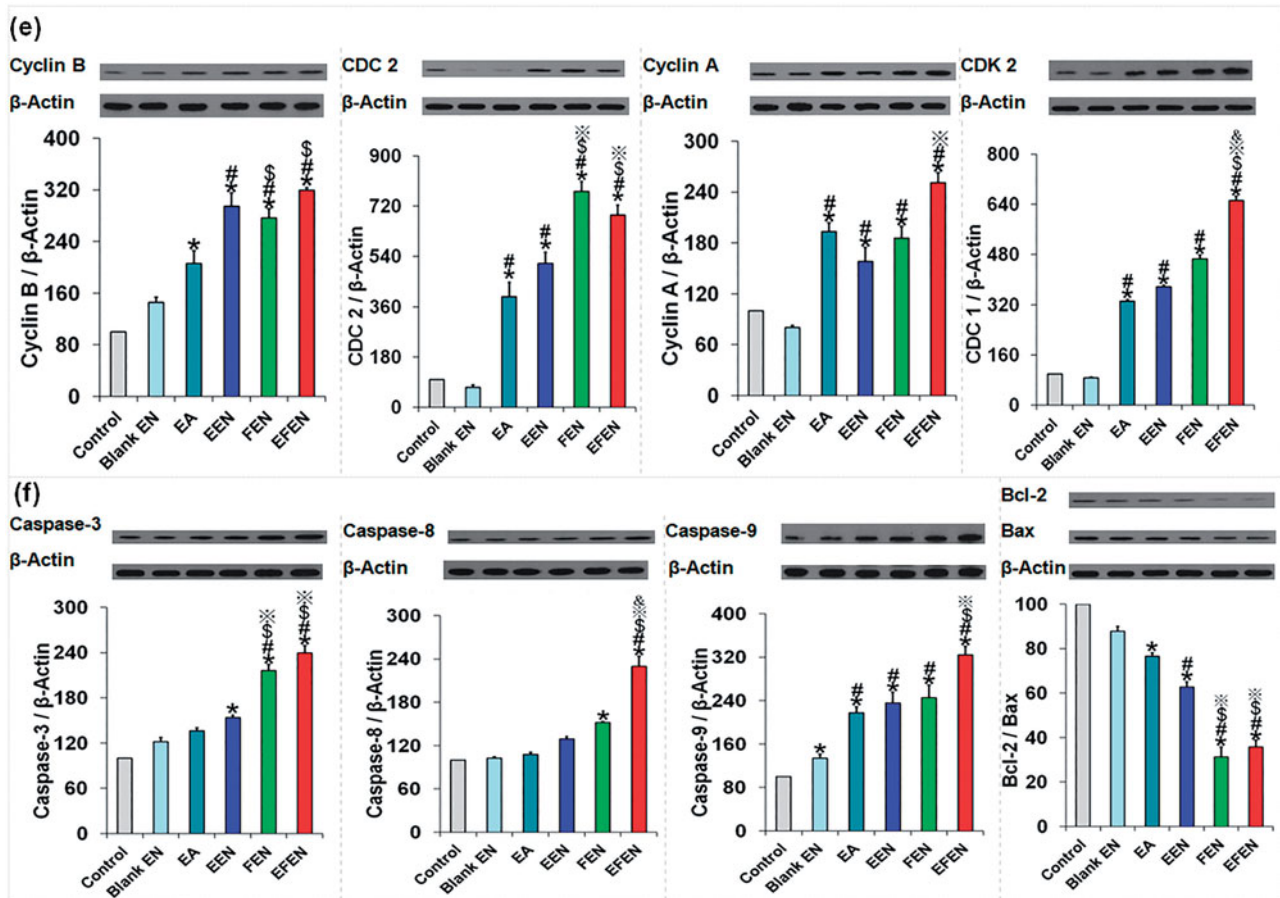 (e)
Cyclin B
β-Actin
Cyclin B / β-Actin
400
320
240
160
80
0
*
#
*
$
#
*
$
#
*
Control
Blank EN
EA
EEN
FEN
EFEN
CDC 2
β-Actin
CDC 2 / β-Actin
900
720
540
360
180
0
#
*
#
*
※
$
#
*
※
$
#
*
Control
Blank EN
EA
EEN
FEN
EFEN
Cyclin A
β-Actin
Cyclin A / β-Actin
300
240
180
120
60
0
#
*
#
*
#
*
※
#
*
Control
Blank EN
EA
EEN
FEN
EFEN
CDK 2
β-Actin
CDC 1 / β-Actin
800
640
480
320
160
0
#
*
#
*
#
*
&
※
$
#
*
Control
Blank EN
EA
EEN
FEN
EFEN
(f)
Caspase-3
β-Actin
Caspase-3 / β-Actin
300
240
180
120
60
0
*
※
$
#
*
※
$
#
*
Control
Blank EN
EA
EEN
FEN
EFEN
Caspase-8
β-Actin
Caspase-8 / β-Actin
300
240
180
120
60
0
*
&
※
$
#
*
Control
Blank EN
EA
EEN
FEN
EFEN
Caspase-9
β-Actin
Caspase-9 / β-Actin
400
320
240
160
80
0
*
#
*
#
*
#
*
※
$
#
*
Control
Blank EN
EA
EEN
FEN
EFEN
Bcl-2
Bax
β-Actin
Bcl-2 / Bax
100
80
60
40
20
0
*
#
*
※
$
#
*
※
$
#
*
Control
Blank EN
EA
EEN
FEN
EFEN